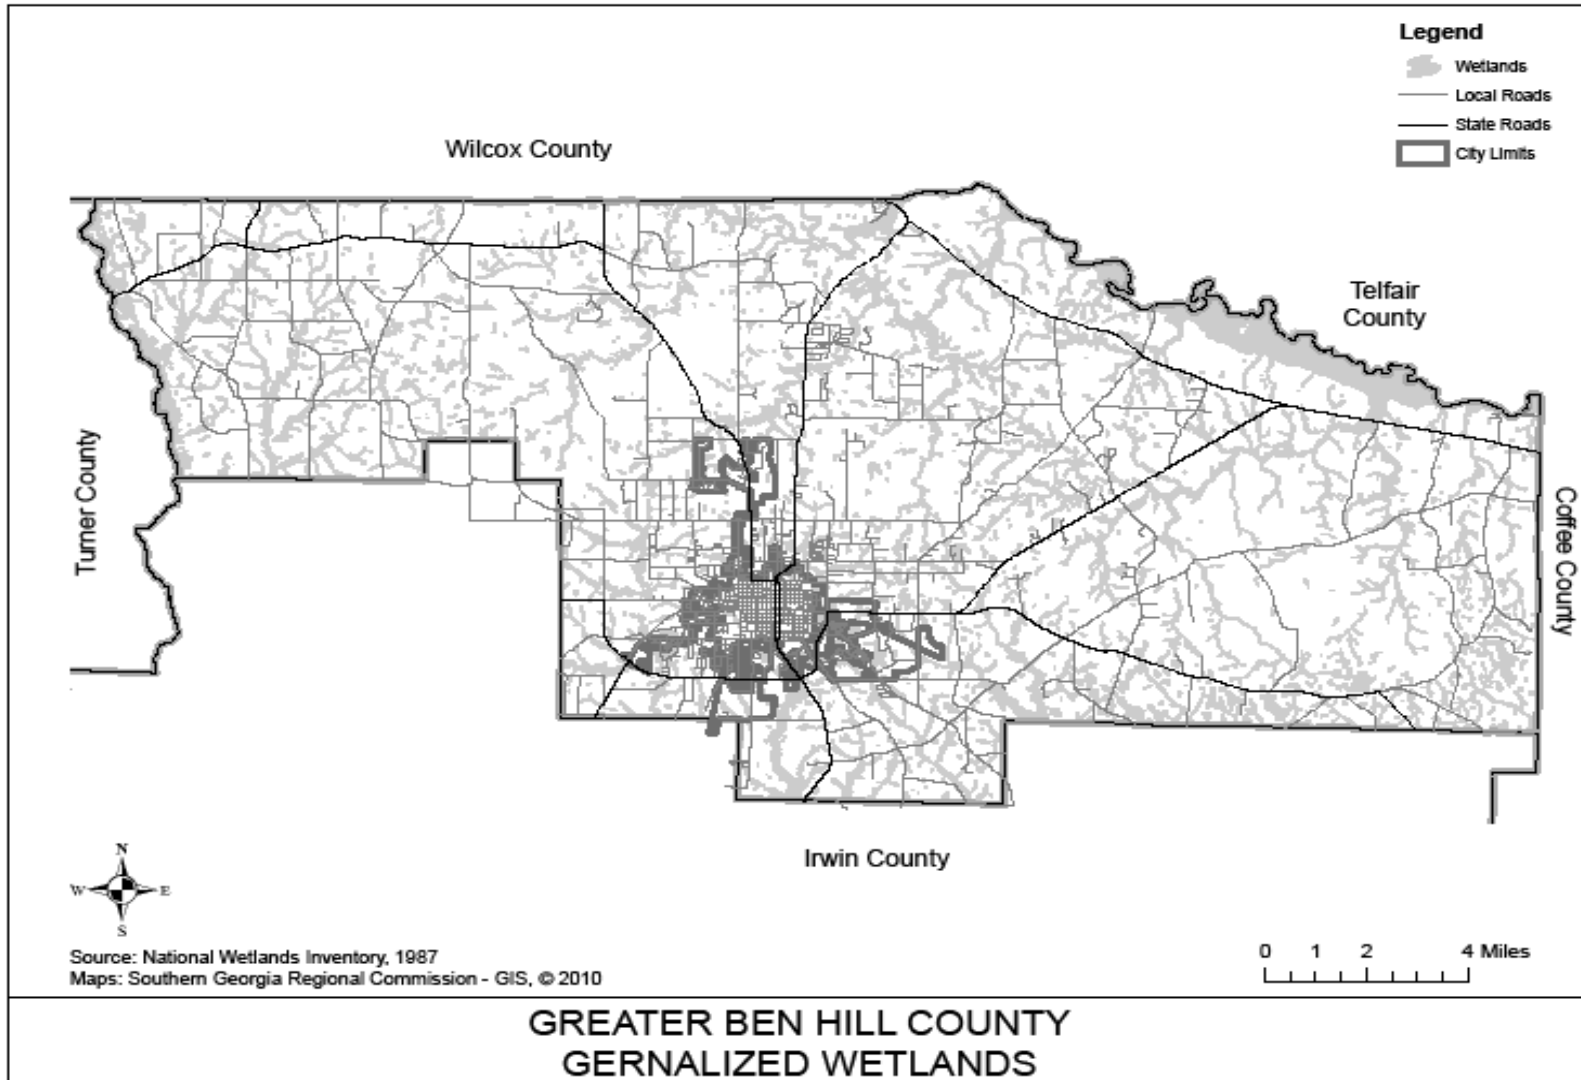 Legend
Wetlands
Local Roads
State Roads
City Limits
Wilcox County
Telfair
County
Turner County
Coffee County
Irwin County
N
W E
S
Source: National Wetlands Inventory, 1987
Maps: Southern Georgia Regional Commission - GIS, © 2010
0 1 2 4 Miles
GREATER BEN HILL COUNTY
GERNALIZED WETLANDS